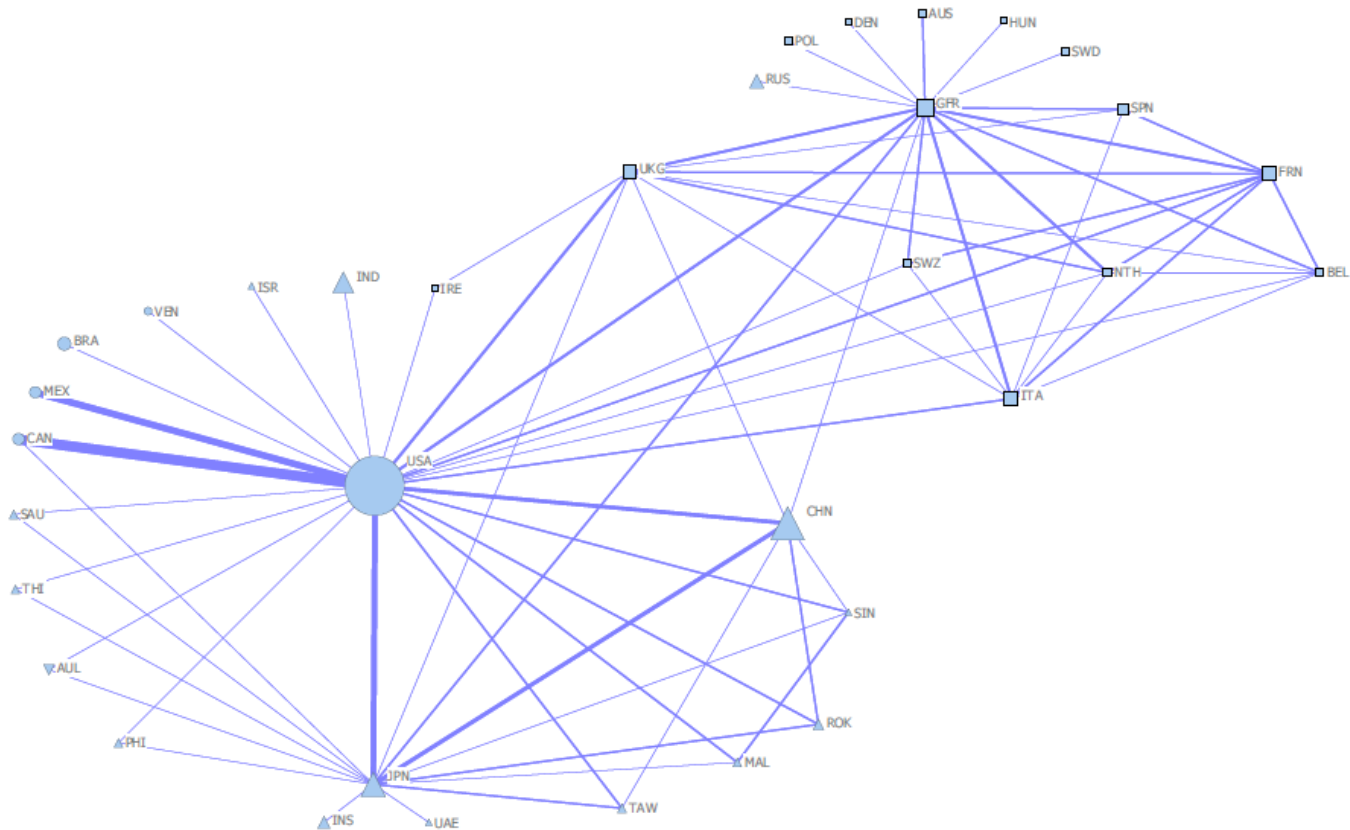 AUS
DEN
HUN
POL
SWD
RUS
GFR
SPN
UKG
FRN
SWZ
NTH
BEL
IND
ISR
IRE
VEN
BRA
MEX
ITA
CAN
USA
SAU
CHN
THI
SIN
AUL
ROK
PHI
MAL
JPN
TAW
INS
UAE